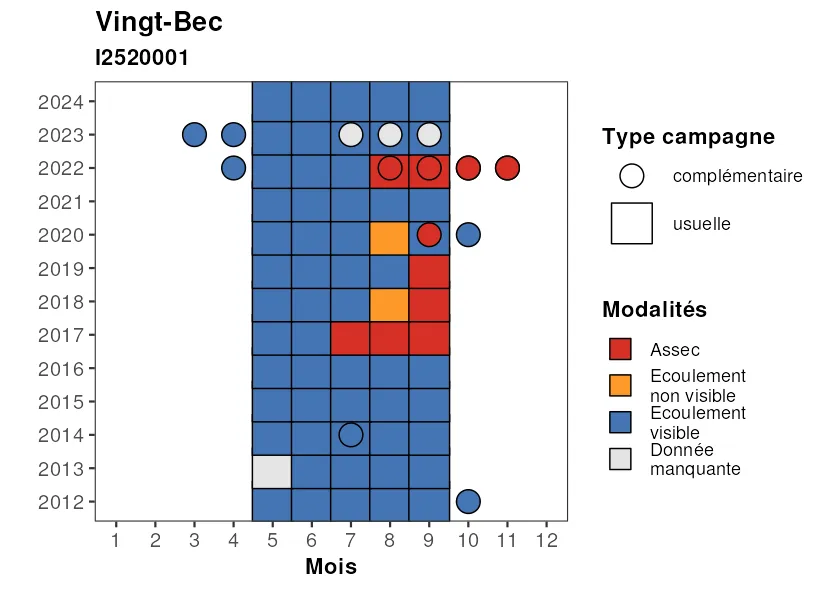 Vingt-Bec
I2520001
2024
2023
2022
2021
2020
2019
2018
2017
2016
2015
2014
2013
2012
1 2 3 4 5 6 7 8 9 10 11 12
Mois
Type campagne
complémentaire
usuelle
Modalités
Assec
Ecoulement
non visible
Ecoulement
visible
Donnée
manquante